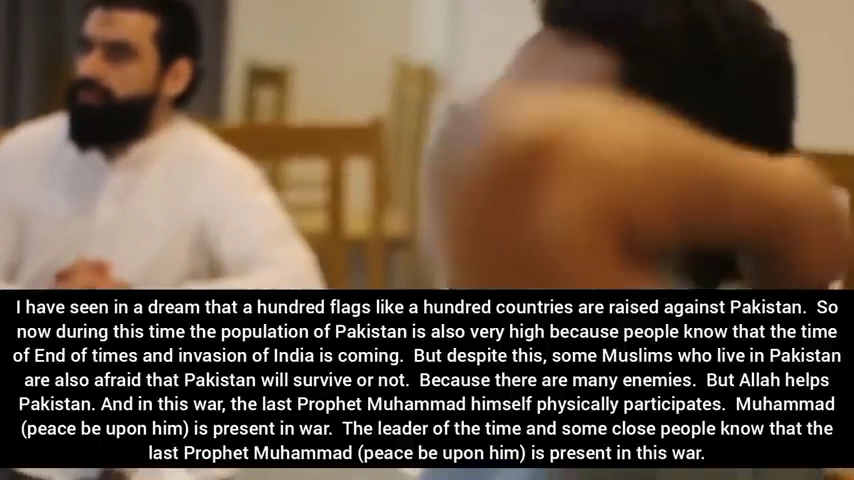 I have seen in a dream that a hundred flags like a hundred countries are raised against Pakistan.  So
now during this time the population of Pakistan is also very high because people know that the time
of End of times and invasion of India is coming.  But despite this, some Muslims who live in Pakistan
are also afraid that Pakistan will survive or not.  Because there are many enemies.  But Allah helps
Pakistan. And in this war, the last Prophet Muhammad himself physically participates.  Muhammad
(peace be upon him) is present in war.  The leader of the time and some close people know that the
last Prophet Muhammad (peace be upon him) is present in this war.